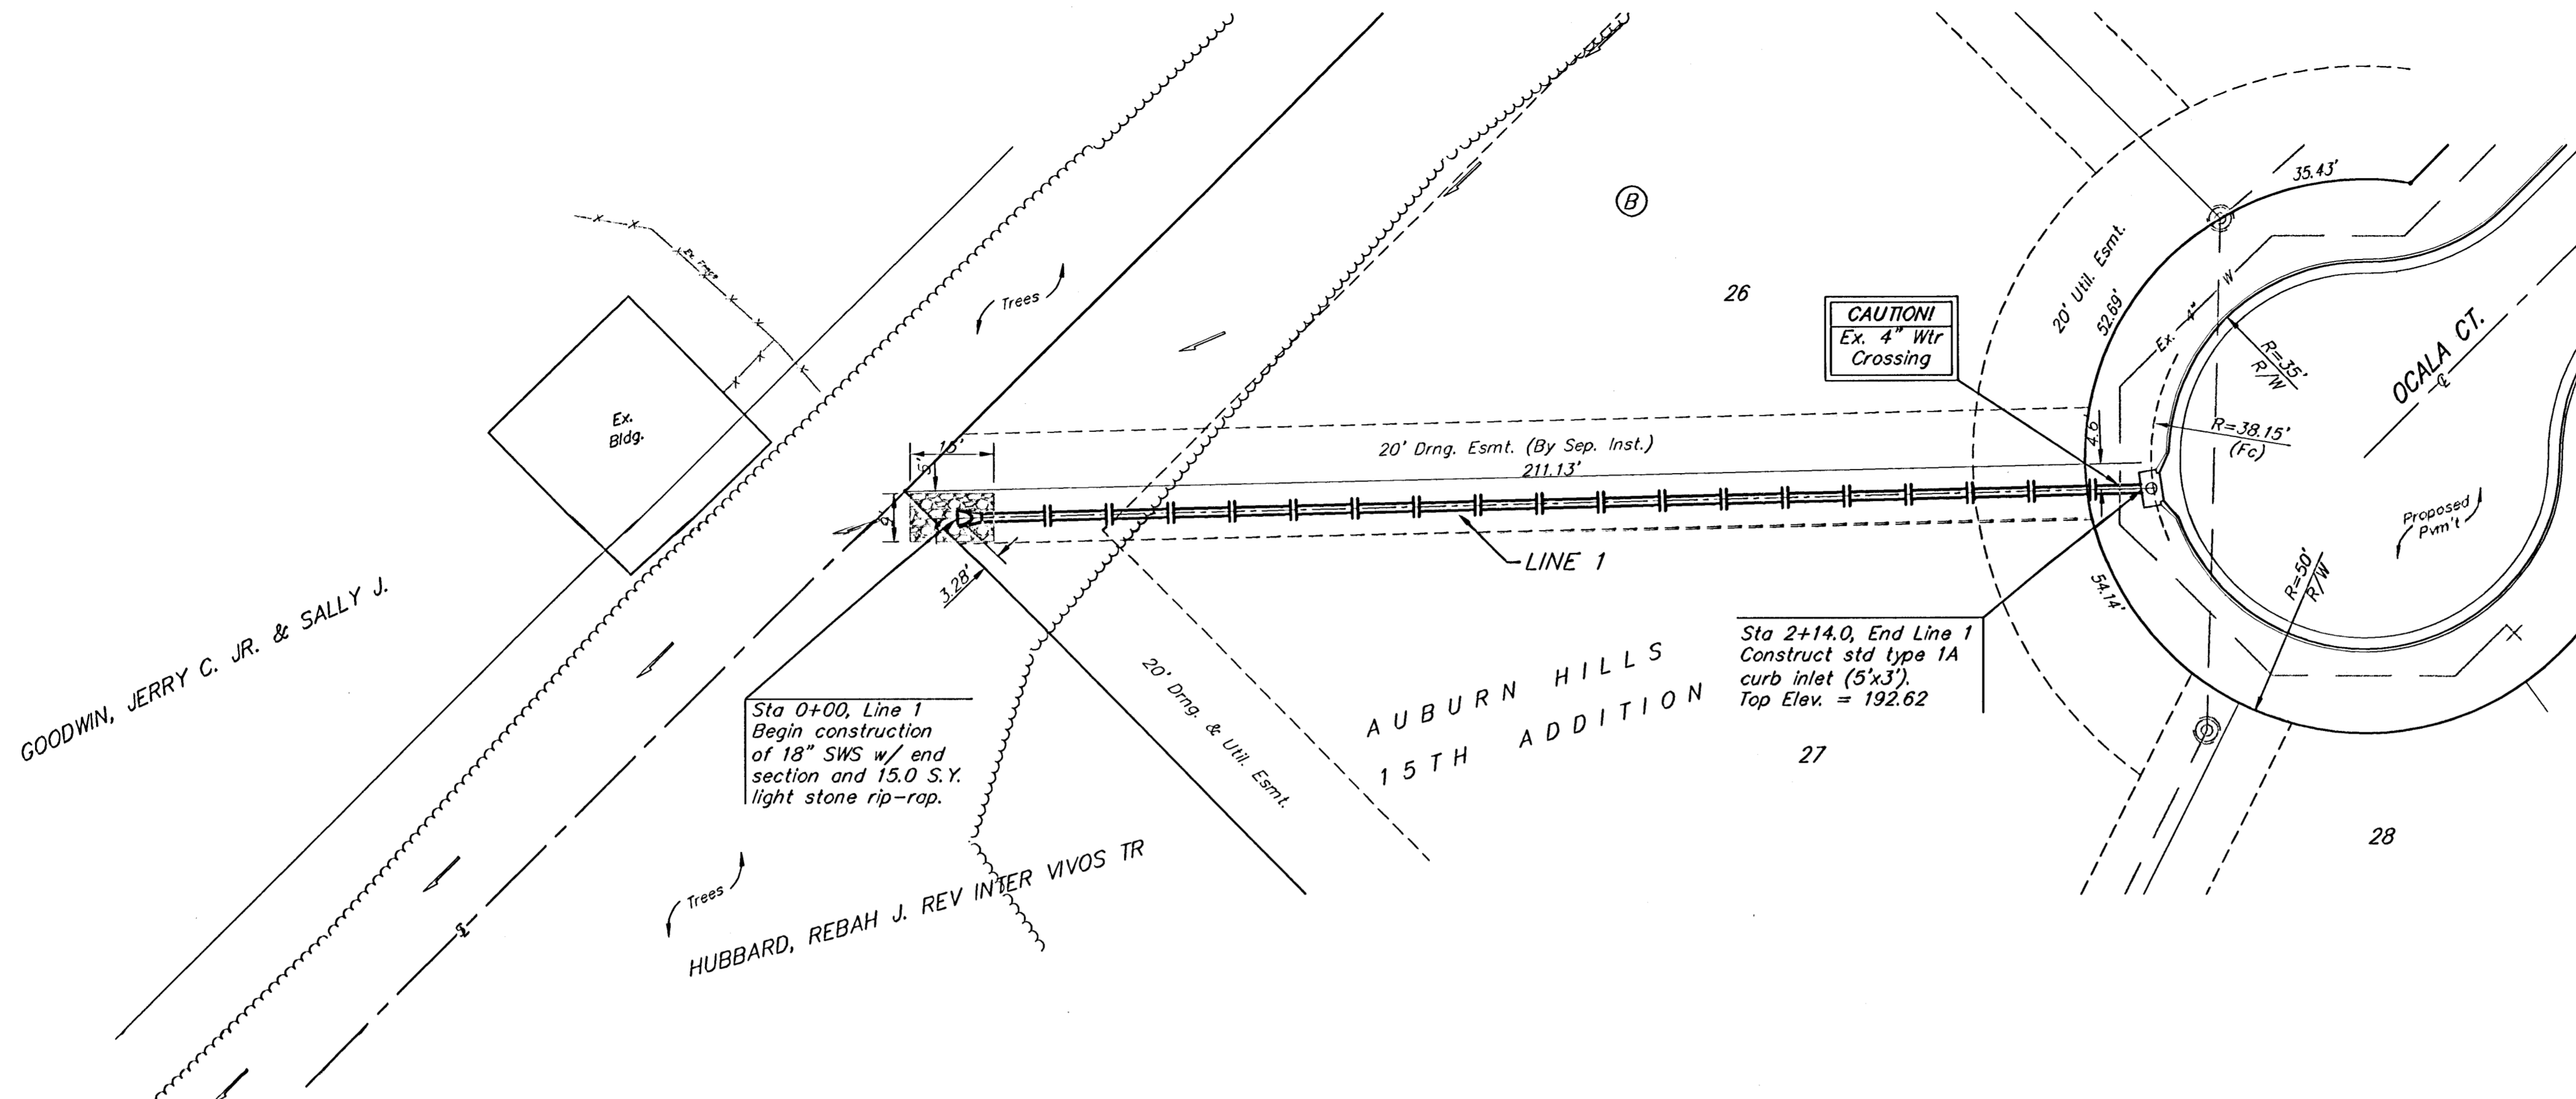 35.43'
B
20' Util. Esmt.
52.69'
26
Trees
Ex. 4" W
CAUTION!
Ex. 4" Wtr
Crossing
R=35'
R/W
OCALA CT.
Ex.
Bldg.
R=38.15'
(Fc)
20' Drng. Esmt. (By Sep. Inst.)
211.13'
15'
5'
9'
3.28'
LINE 1
Proposed
Pvm't
R=50'
R/W
54.14'
GOODWIN, JERRY C. JR. & SALLY J.
Sta 0+00, Line 1
Begin construction
of 18" SWS w/ end
section and 15.0 S.Y.
light stone rip-rap.
20' Drng. & Util. Esmt.
AUBURN HILLS
15TH ADDITION
Sta 2+14.0, End Line 1
Construct std type 1A
curb inlet (5'x3').
Top Elev. = 192.62
27
28
Trees
HUBBARD, REBAH J. REV INTER VIVOS TR